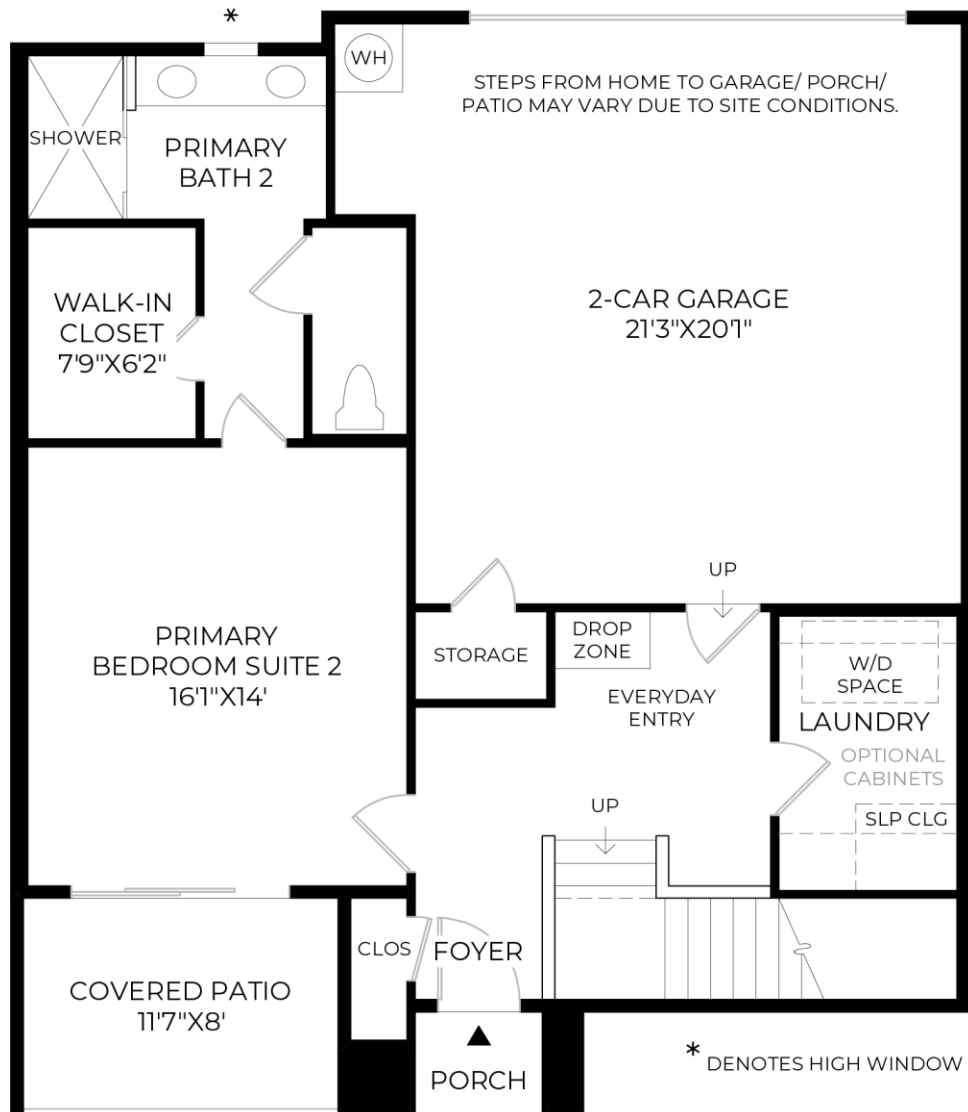 *
WH
STEPS FROM HOME TO GARAGE/ PORCH/
PATIO MAY VARY DUE TO SITE CONDITIONS.
SHOWER
PRIMARY
BATH 2
WALK-IN
CLOSET
7'9"X6'2"
2-CAR GARAGE
21'3"X20'1"
UP
PRIMARY
BEDROOM SUITE 2
16'1"X14'
STORAGE
DROP
ZONE
EVERYDAY
ENTRY
W/D
SPACE
LAUNDRY
OPTIONAL
CABINETS
SLP CLG
UP
CLOS
FOYER
COVERED PATIO
11'7"X8'
PORCH
* DENOTES HIGH WINDOW